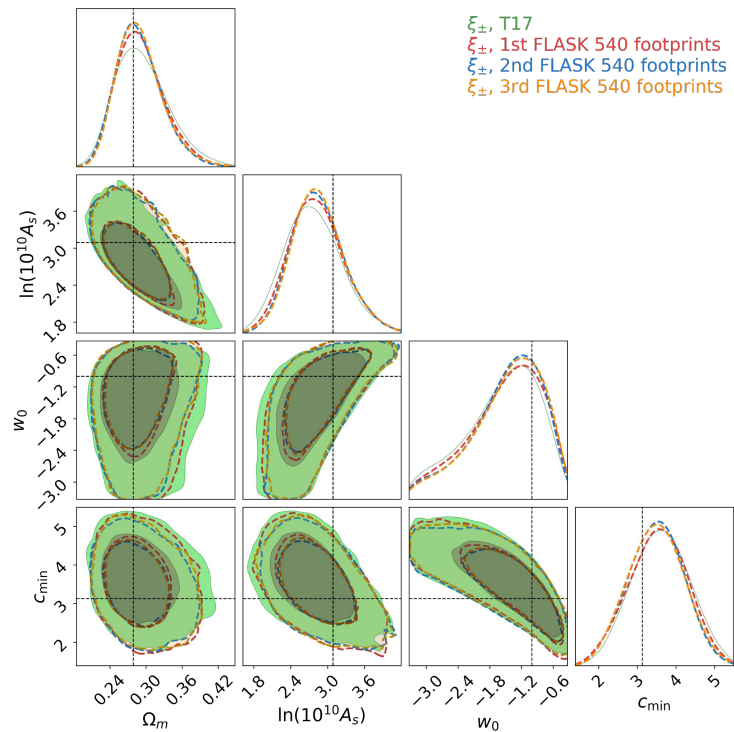 ξ±, T17
ξ±, 1st FLASK 540 footprints
ξ±, 2nd FLASK 540 footprints
ξ±, 3rd FLASK 540 footprints
ln(10¹⁰Aₛ)
3.6
3.0
2.4
1.8
w₀
−0.6
−1.2
−1.8
−2.4
−3.0
c_min
5
4
3
2
0.24 0.30 0.36 0.42
1.8 2.4 3.0 3.6
−3.0 −2.4 −1.8 −1.2 −0.6
2 3 4 5
Ωₘ
ln(10¹⁰Aₛ)
w₀
c_min